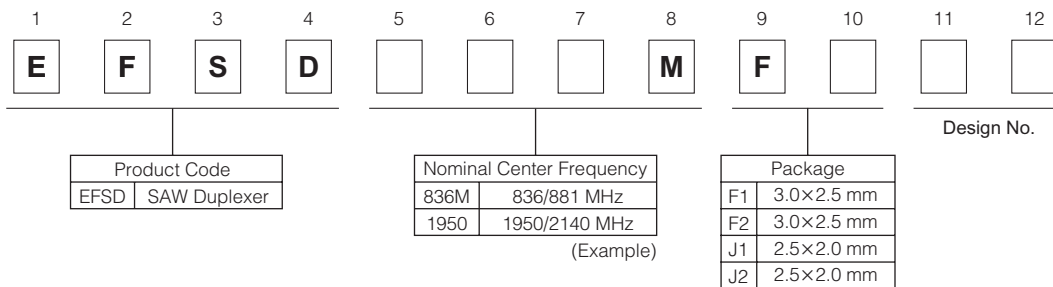 1 2 3 4 5 6 7 8 9 10 11 12
E F S D M F
Design No.
Product Code
EFSD SAW Duplexer
Nominal Center Frequency
836M 836/881 MHz
1950 1950/2140 MHz
(Example)
Package
F1 3.0×2.5 mm
F2 3.0×2.5 mm
J1 2.5×2.0 mm
J2 2.5×2.0 mm